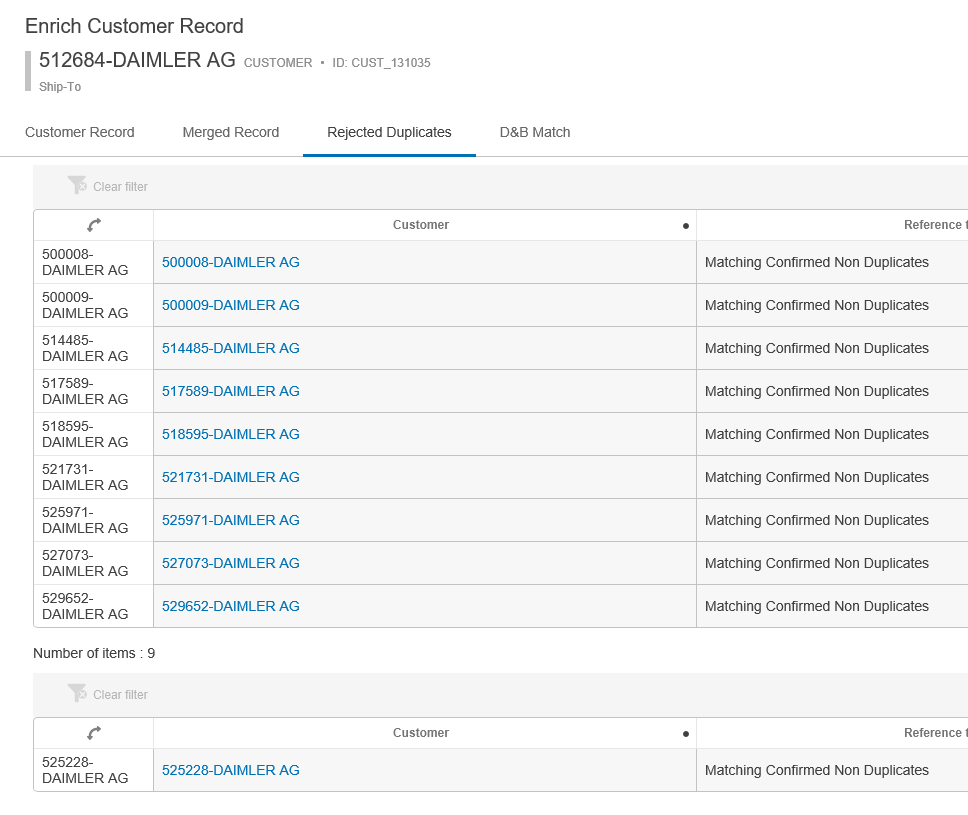 Enrich Customer Record
512684-DAIMLER AG CUSTOMER • ID: CUST_131035
Ship-To
Customer Record Merged Record Rejected Duplicates D&B Match
Clear filter
Customer Reference t
500008-
DAIMLER AG 500008-DAIMLER AG Matching Confirmed Non Duplicates
500009-
DAIMLER AG 500009-DAIMLER AG Matching Confirmed Non Duplicates
514485-
DAIMLER AG 514485-DAIMLER AG Matching Confirmed Non Duplicates
517589-
DAIMLER AG 517589-DAIMLER AG Matching Confirmed Non Duplicates
518595-
DAIMLER AG 518595-DAIMLER AG Matching Confirmed Non Duplicates
521731-
DAIMLER AG 521731-DAIMLER AG Matching Confirmed Non Duplicates
525971-
DAIMLER AG 525971-DAIMLER AG Matching Confirmed Non Duplicates
527073-
DAIMLER AG 527073-DAIMLER AG Matching Confirmed Non Duplicates
529652-
DAIMLER AG 529652-DAIMLER AG Matching Confirmed Non Duplicates
Number of items : 9
Clear filter
Customer Reference t
525228-
DAIMLER AG 525228-DAIMLER AG Matching Confirmed Non Duplicates